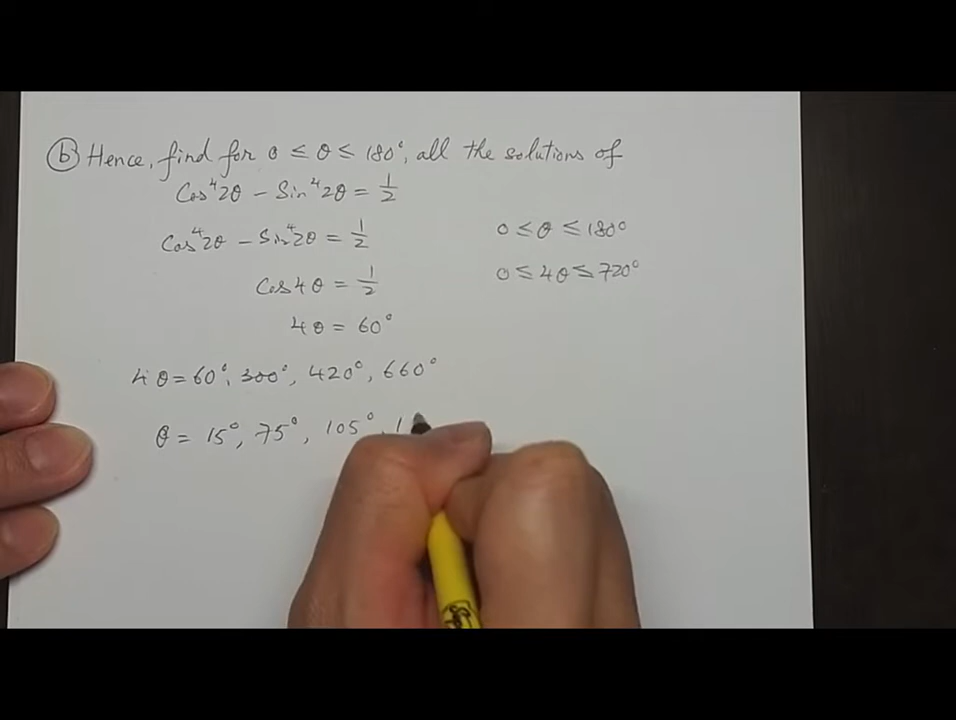 (b) Hence, find for 0 ≤ θ ≤ 180°, all the solutions of
Cos⁴2θ − Sin⁴2θ = 1/2
Cos⁴2θ − Sin⁴2θ = 1/2
Cos4θ = 1/2
4θ = 60°
0 ≤ θ ≤ 180°
0 ≤ 4θ ≤ 720°
4θ = 60°, 300°, 420°, 660°
θ = 15°, 75°, 105°, 1